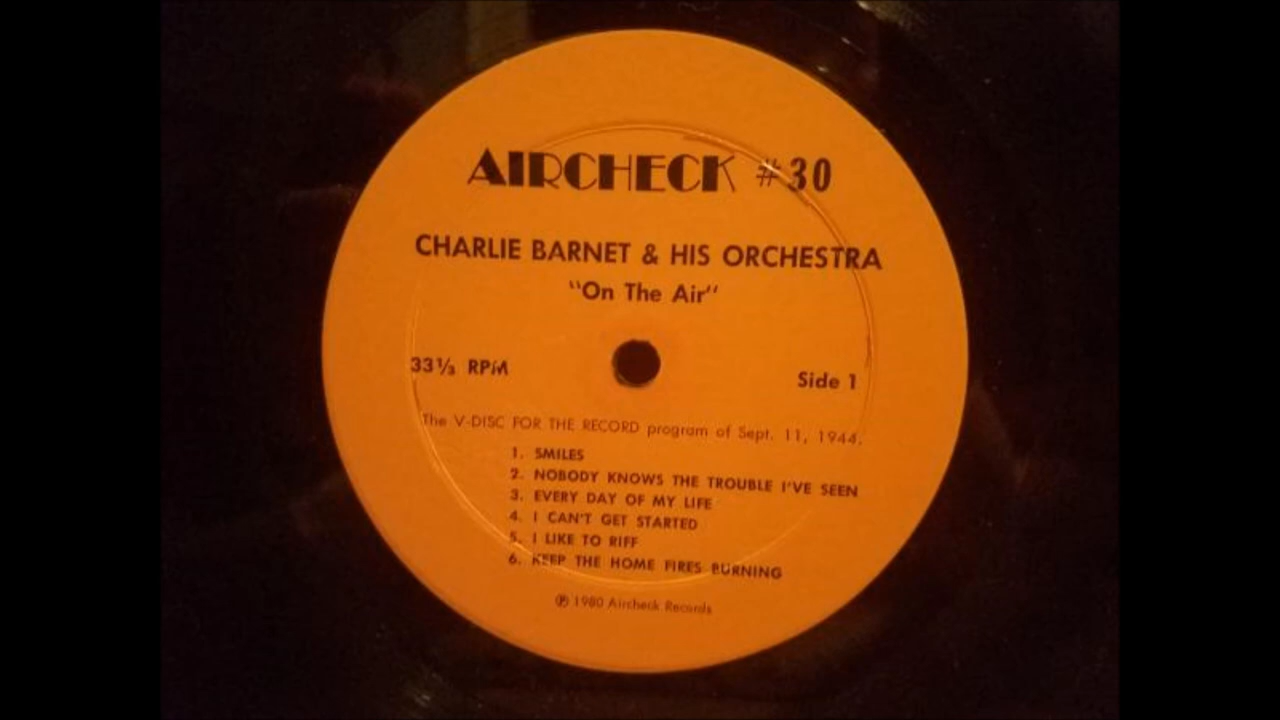 AIRCHECK #30
CHARLIE BARNET & HIS ORCHESTRA
"On The Air"
33⅓ RPM
Side 1
The V-DISC FOR THE RECORD program of Sept. 11, 1944.
1. SMILES
2. NOBODY KNOWS THE TROUBLE I'VE SEEN
3. EVERY DAY OF MY LIFE
4. I CAN'T GET STARTED
5. I LIKE TO RIFF
6. KEEP THE HOME FIRES BURNING
℗ 1980 Aircheck Records